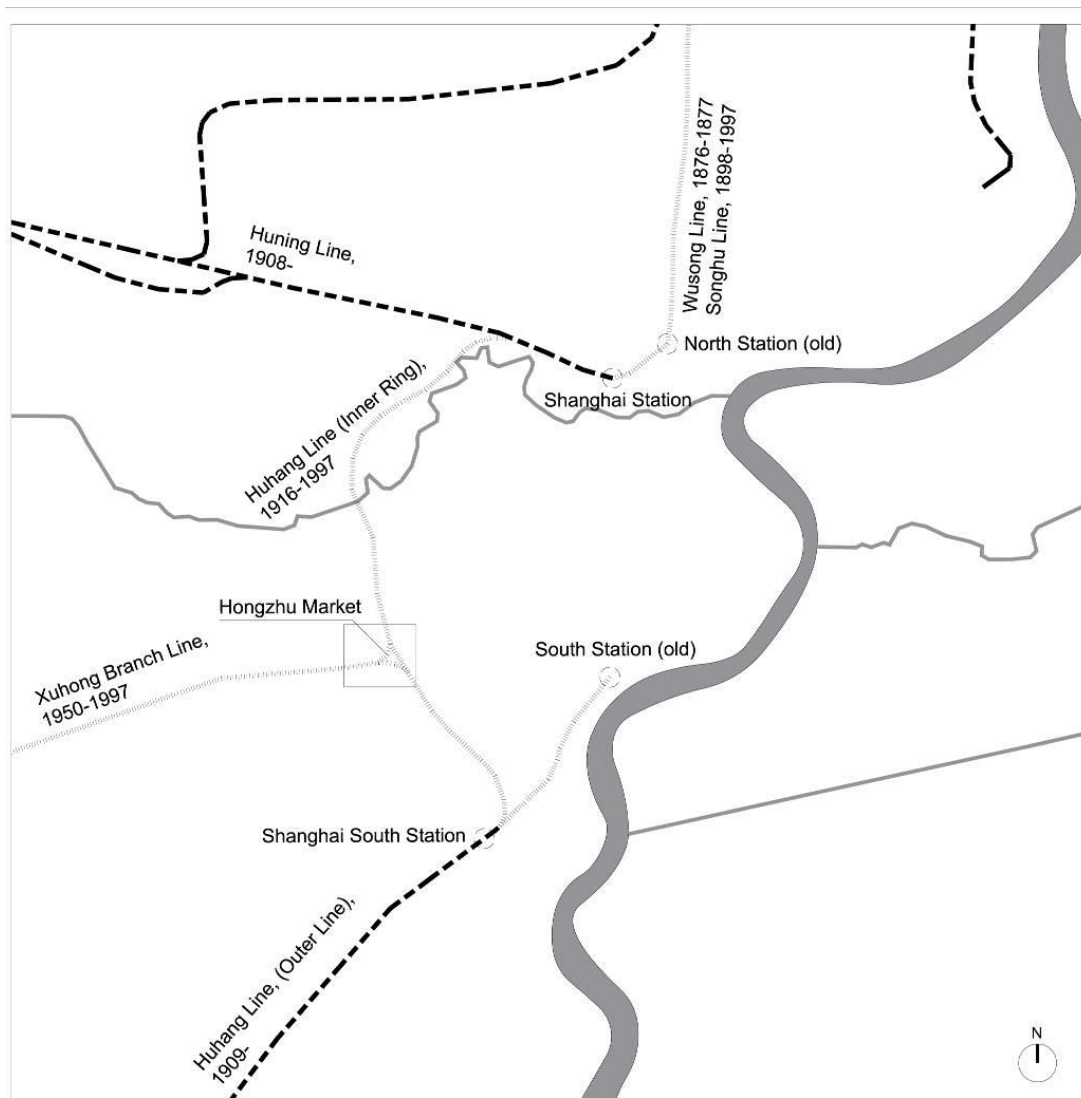 Wusong Line, 1876-1877
Songhu Line, 1898-1997
Huning Line,
1908-
North Station (old)
Shanghai Station
Huhang Line (Inner Ring),
1916-1997
Hongzhu Market
South Station (old)
Xuhong Branch Line,
1950-1997
Shanghai South Station
Huhang Line, (Outer Line),
1909-
N